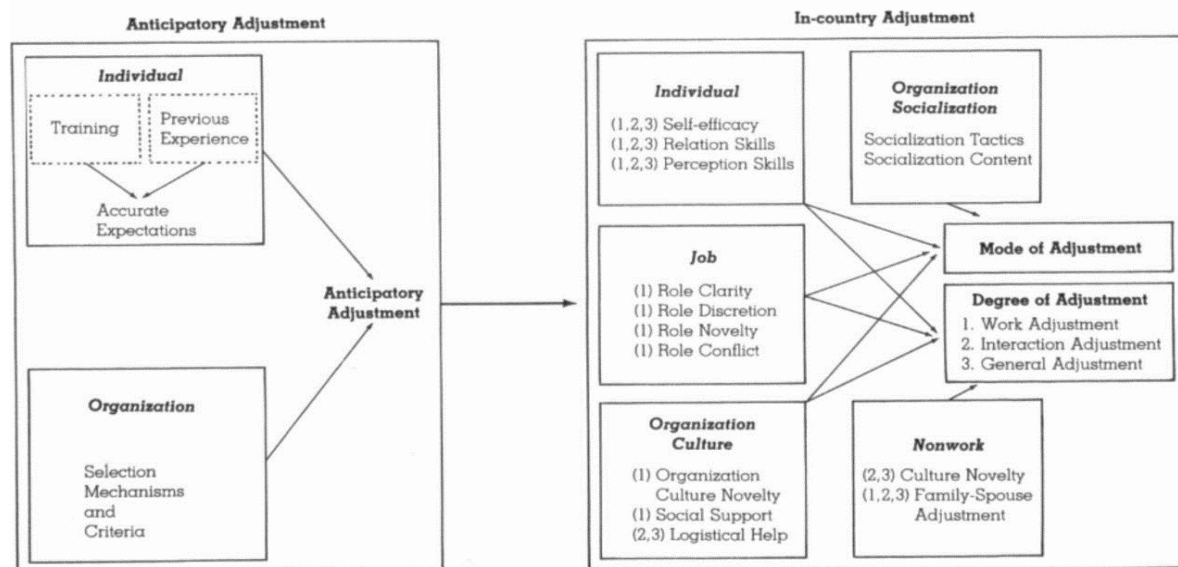 Anticipatory Adjustment
Individual
Training
Previous
Experience
Accurate
Expectations
Anticipatory
Adjustment
Organization
Selection
Mechanisms
and
Criteria
In-country Adjustment
Individual
(1,2,3) Self-efficacy
(1,2,3) Relation Skills
(1,2,3) Perception Skills
Organization
Socialization
Socialization Tactics
Socialization Content
Job
(1) Role Clarity
(1) Role Discretion
(1) Role Novelty
(1) Role Conflict
Mode of Adjustment
Degree of Adjustment
1. Work Adjustment
2. Interaction Adjustment
3. General Adjustment
Organization
Culture
(1) Organization
Culture Novelty
(1) Social Support
(2,3) Logistical Help
Nonwork
(2,3) Culture Novelty
(1,2,3) Family-Spouse
Adjustment